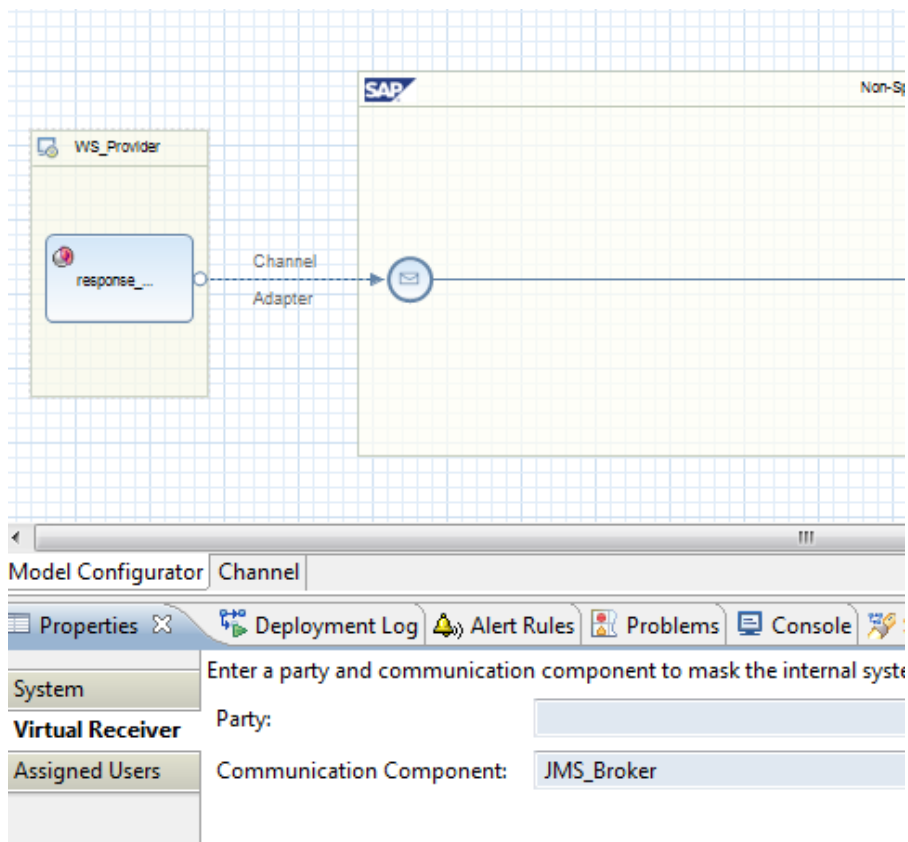 SAP
Non-Sp
WS_Provider
response_...
Channel
Adapter
Model Configurator
Channel
Properties
Deployment Log
Alert Rules
Problems
Console
Enter a party and communication component to mask the internal syste
System
Virtual Receiver
Party:
Assigned Users
Communication Component:
JMS_Broker